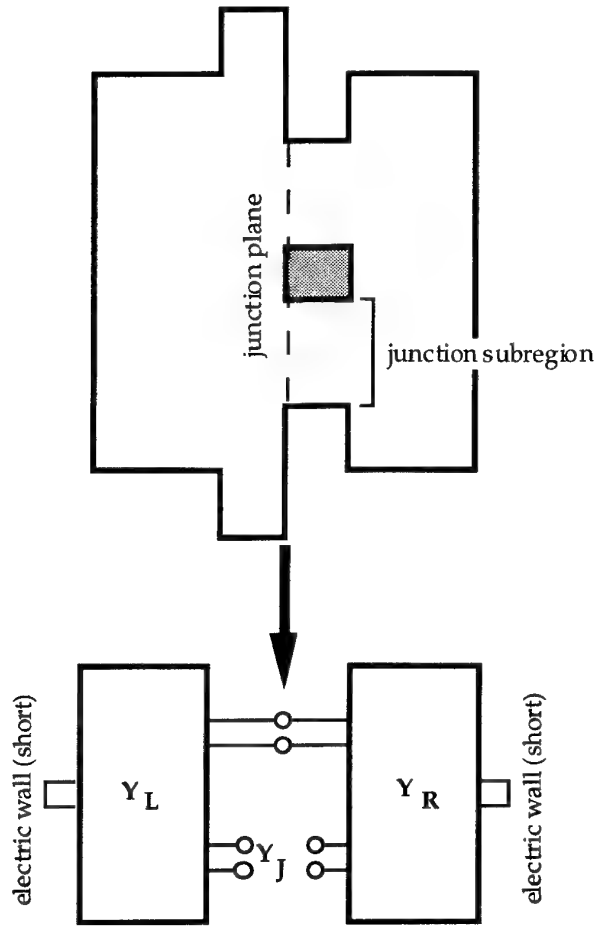 junction plane
junction subregion
electric wall (short)
Y L
Y J
Y R
electric wall (short)